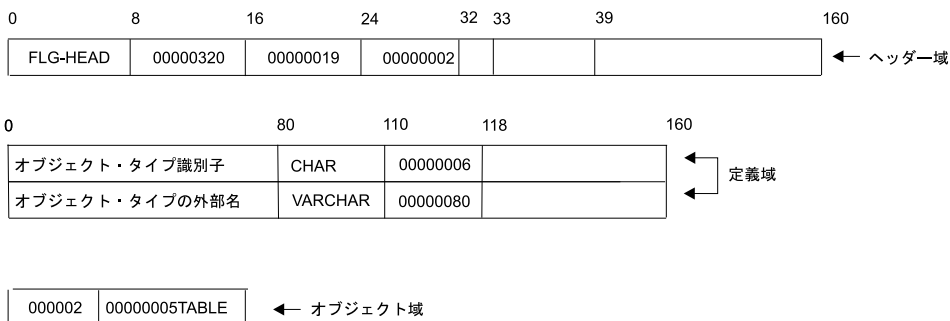 0 8 16 24 32 33 39 160
FLG-HEAD 00000320 00000019 00000002 ヘッダー域
0 80 110 118 160
オブジェクト・タイプ識別子 CHAR 00000006
定義域
オブジェクト・タイプの外部名 VARCHAR 00000080
000002 00000005TABLE オブジェクト域